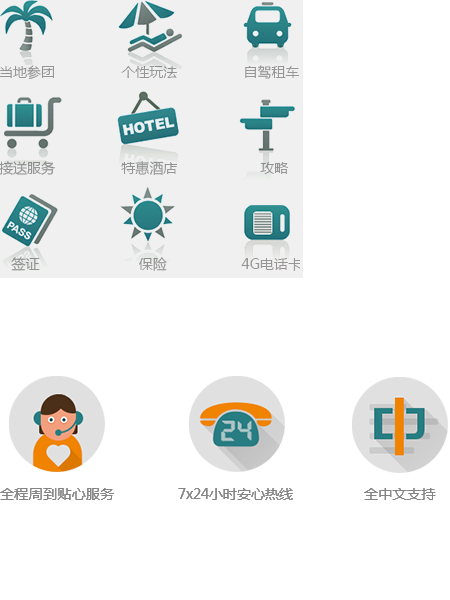 当地参团
个性玩法
自驾租车
接送服务
HOTEL
特惠酒店
攻略
PASS
签证
保险
4G电话卡
24
中
全程周到贴心服务
7x24小时安心热线
全中文支持